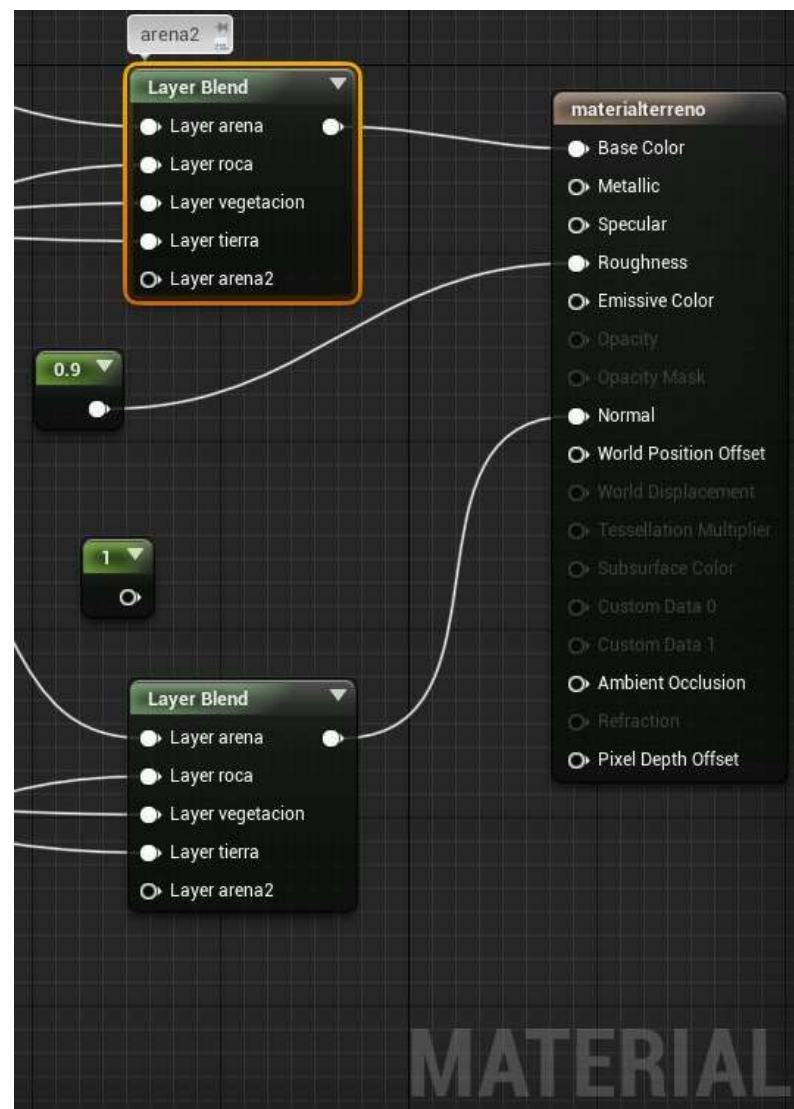 arena2
Layer Blend
Layer arena
Layer roca
Layer vegetacion
Layer tierra
Layer arena2
0.9
1
Layer Blend
Layer arena
Layer roca
Layer vegetacion
Layer tierra
Layer arena2
materialterreno
Base Color
Metallic
Specular
Roughness
Emissive Color
Opacity
Opacity Mask
Normal
World Position Offset
World Displacement
Tessellation Multiplier
Subsurface Color
Custom Data 0
Custom Data 1
Ambient Occlusion
Refraction
Pixel Depth Offset
MATERIAL